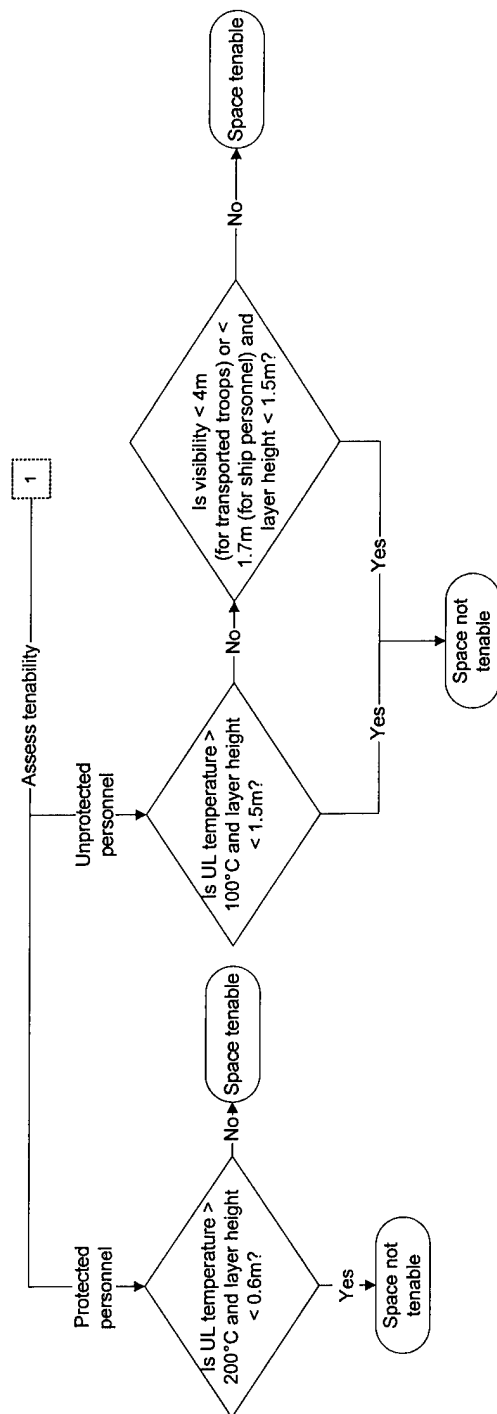 1
Assess tenability
Protected
personnel
Unprotected
personnel
Is UL temperature >
200°C and layer height
< 0.6m?
No
Space tenable
Yes
Space not
tenable
Is UL temperature >
100°C and layer height
< 1.5m?
No
Is visibility < 4m
(for transported troops) or <
1.7m (for ship personnel) and
layer height < 1.5m?
No
Space tenable
Yes
Yes
Space not
tenable